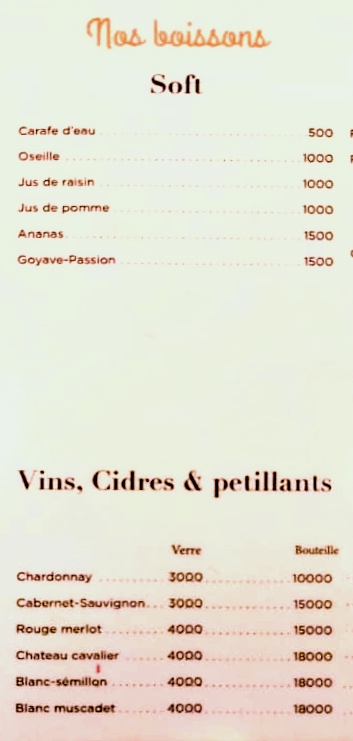 Nos boissons
Soft
Carafe d'eau 500
Oseille 1000
Jus de raisin 1000
Jus de pomme 1000
Ananas 1500
Goyave-Passion 1500
Vins, Cidres & petillants
Verre Bouteille
Chardonnay 3000 10000
Cabernet-Sauvignon 3000 15000
Rouge merlot 4000 15000
Chateau cavalier 4000 18000
Blanc-sémillon 4000 18000
Blanc muscadet 4000 18000